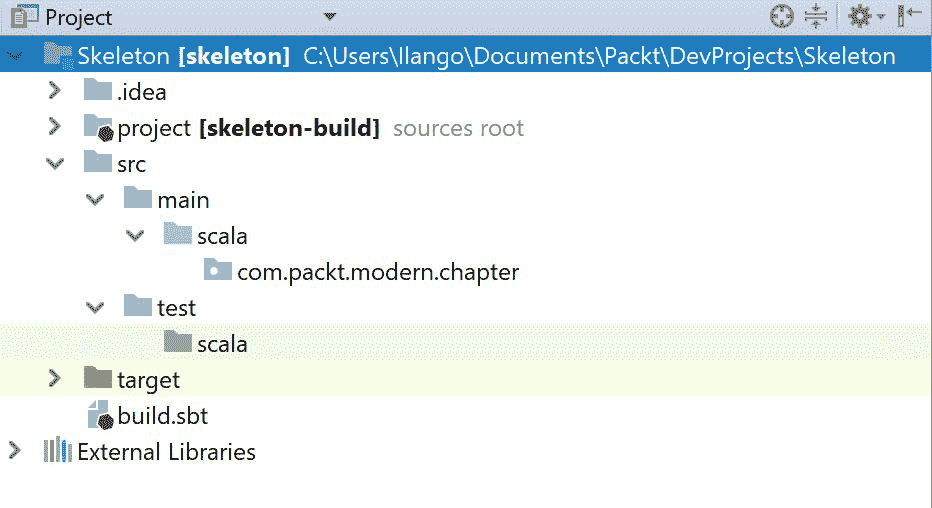 Project
Skeleton [skeleton] C:\Users\Ilango\Documents\Packt\DevProjects\Skeleton
.idea
project [skeleton-build] sources root
src
main
scala
com.packt.modern.chapter
test
scala
target
build.sbt
External Libraries